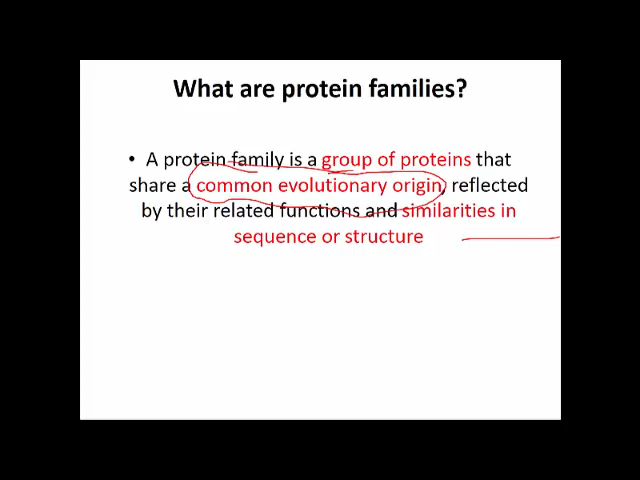 What are protein families?
• A protein family is a group of proteins that
share a common evolutionary origin, reflected
by their related functions and similarities in
sequence or structure